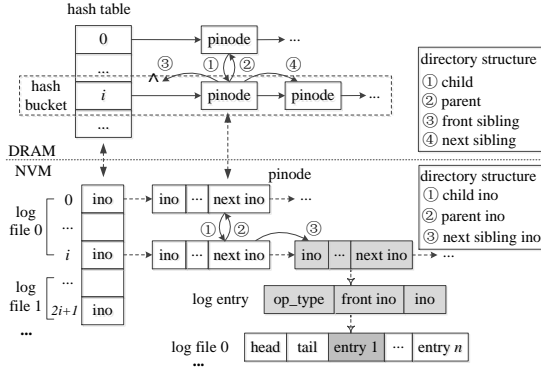 hash table
0
pinode
...
...
③
①
②
④
^
hash
bucket
i
pinode
pinode
...
...
directory structure
① child
② parent
③ front sibling
④ next sibling
DRAM
NVM
pinode
log
file 0
0
ino
ino
...
next ino
...
...
①
②
③
i
ino
ino
...
next ino
ino
...
next ino
...
directory structure
① child ino
② parent ino
③ next sibling ino
log
file 1
...
2i+1
ino
...
log entry
op_type
front ino
ino
log file 0
head
tail
entry 1
...
entry n
...